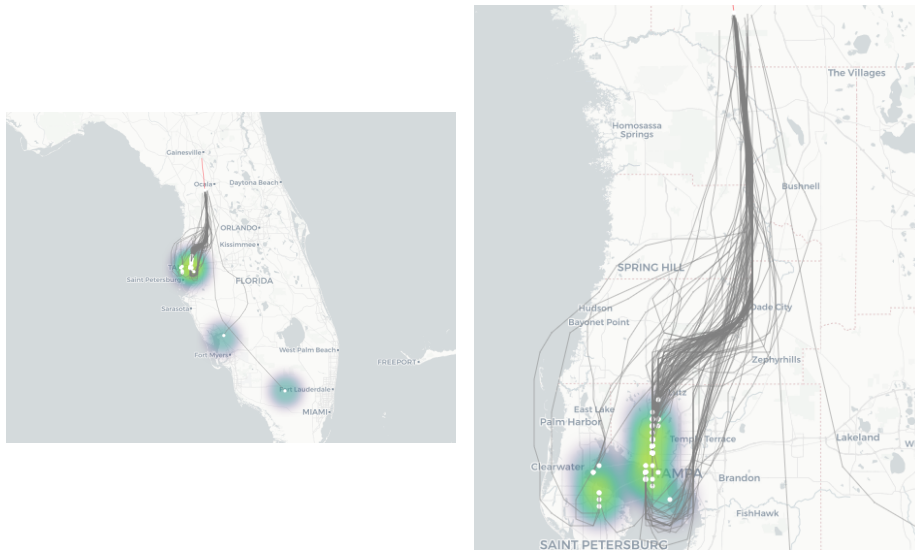 Gainesville
Ocala
Daytona Beach
ORLANDO
Kissimmee
TA
Saint Petersburg
FLORIDA
Sarasota
Fort Myers
West Palm Beach
FREEPORT
Fort Lauderdale
MIAMI
The Villages
Homosassa
Springs
Bushnell
SPRING HILL
Hudson
Dade City
Bayonet Point
Zephyrhills
East Lake
Palm Harbor
Temple Terrace
Lakeland
Clearwater
TAMPA
Brandon
FishHawk
SAINT PETERSBURG